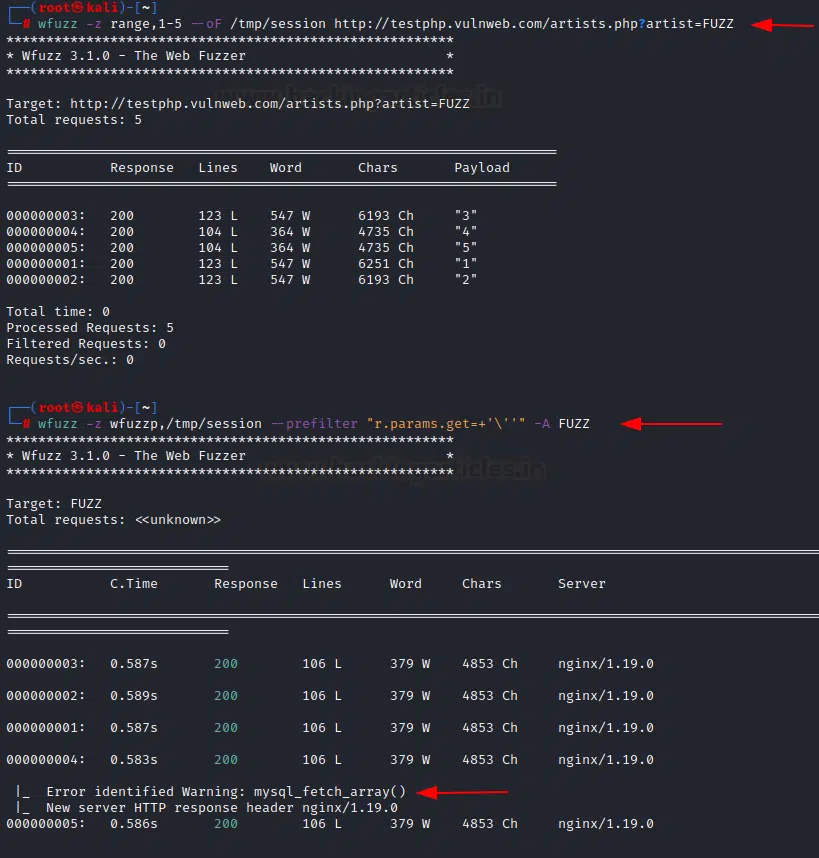 ┌──(root㉿kali)-[~]
└─# wfuzz -z range,1-5 --oF /tmp/session http://testphp.vulnweb.com/artists.php?artist=FUZZ
********************************************************
* Wfuzz 3.1.0 - The Web Fuzzer                         *
********************************************************
www.hackingarticles.in
Target: http://testphp.vulnweb.com/artists.php?artist=FUZZ
Total requests: 5
=====================================================================
ID           Response   Lines    Word       Chars       Payload
=====================================================================
000000003:   200        123 L    547 W      6193 Ch     "3"
000000004:   200        104 L    364 W      4735 Ch     "4"
000000005:   200        104 L    364 W      4735 Ch     "5"
000000001:   200        123 L    547 W      6251 Ch     "1"
000000002:   200        123 L    547 W      6193 Ch     "2"
Total time: 0
Processed Requests: 5
Filtered Requests: 0
Requests/sec.: 0
┌──(root㉿kali)-[~]
└─# wfuzz -z wfuzzp,/tmp/session --prefilter "r.params.get=+'\''" -A FUZZ
********************************************************
* Wfuzz 3.1.0 - The Web Fuzzer                         *
********************************************************
www.hackingarticles.in
Target: FUZZ
Total requests: <<unknown>>
======================================================================================================
============================
ID           C.Time       Response   Lines      Word     Chars       Server
======================================================================================================
============================
000000003:   0.587s       200        106 L      379 W    4853 Ch     nginx/1.19.0
000000002:   0.589s       200        106 L      379 W    4853 Ch     nginx/1.19.0
000000001:   0.587s       200        106 L      379 W    4853 Ch     nginx/1.19.0
000000004:   0.583s       200        106 L      379 W    4853 Ch     nginx/1.19.0
|_  Error identified Warning: mysql_fetch_array()
|_  New server HTTP response header nginx/1.19.0
000000005:   0.586s       200        106 L      379 W    4853 Ch     nginx/1.19.0